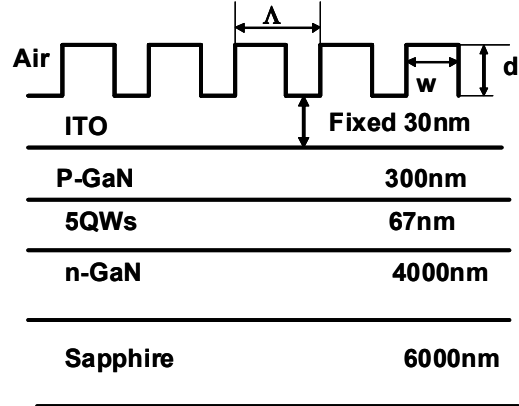 Λ
Air
d
w
ITO
Fixed 30nm
P-GaN 300nm
5QWs 67nm
n-GaN 4000nm
Sapphire 6000nm